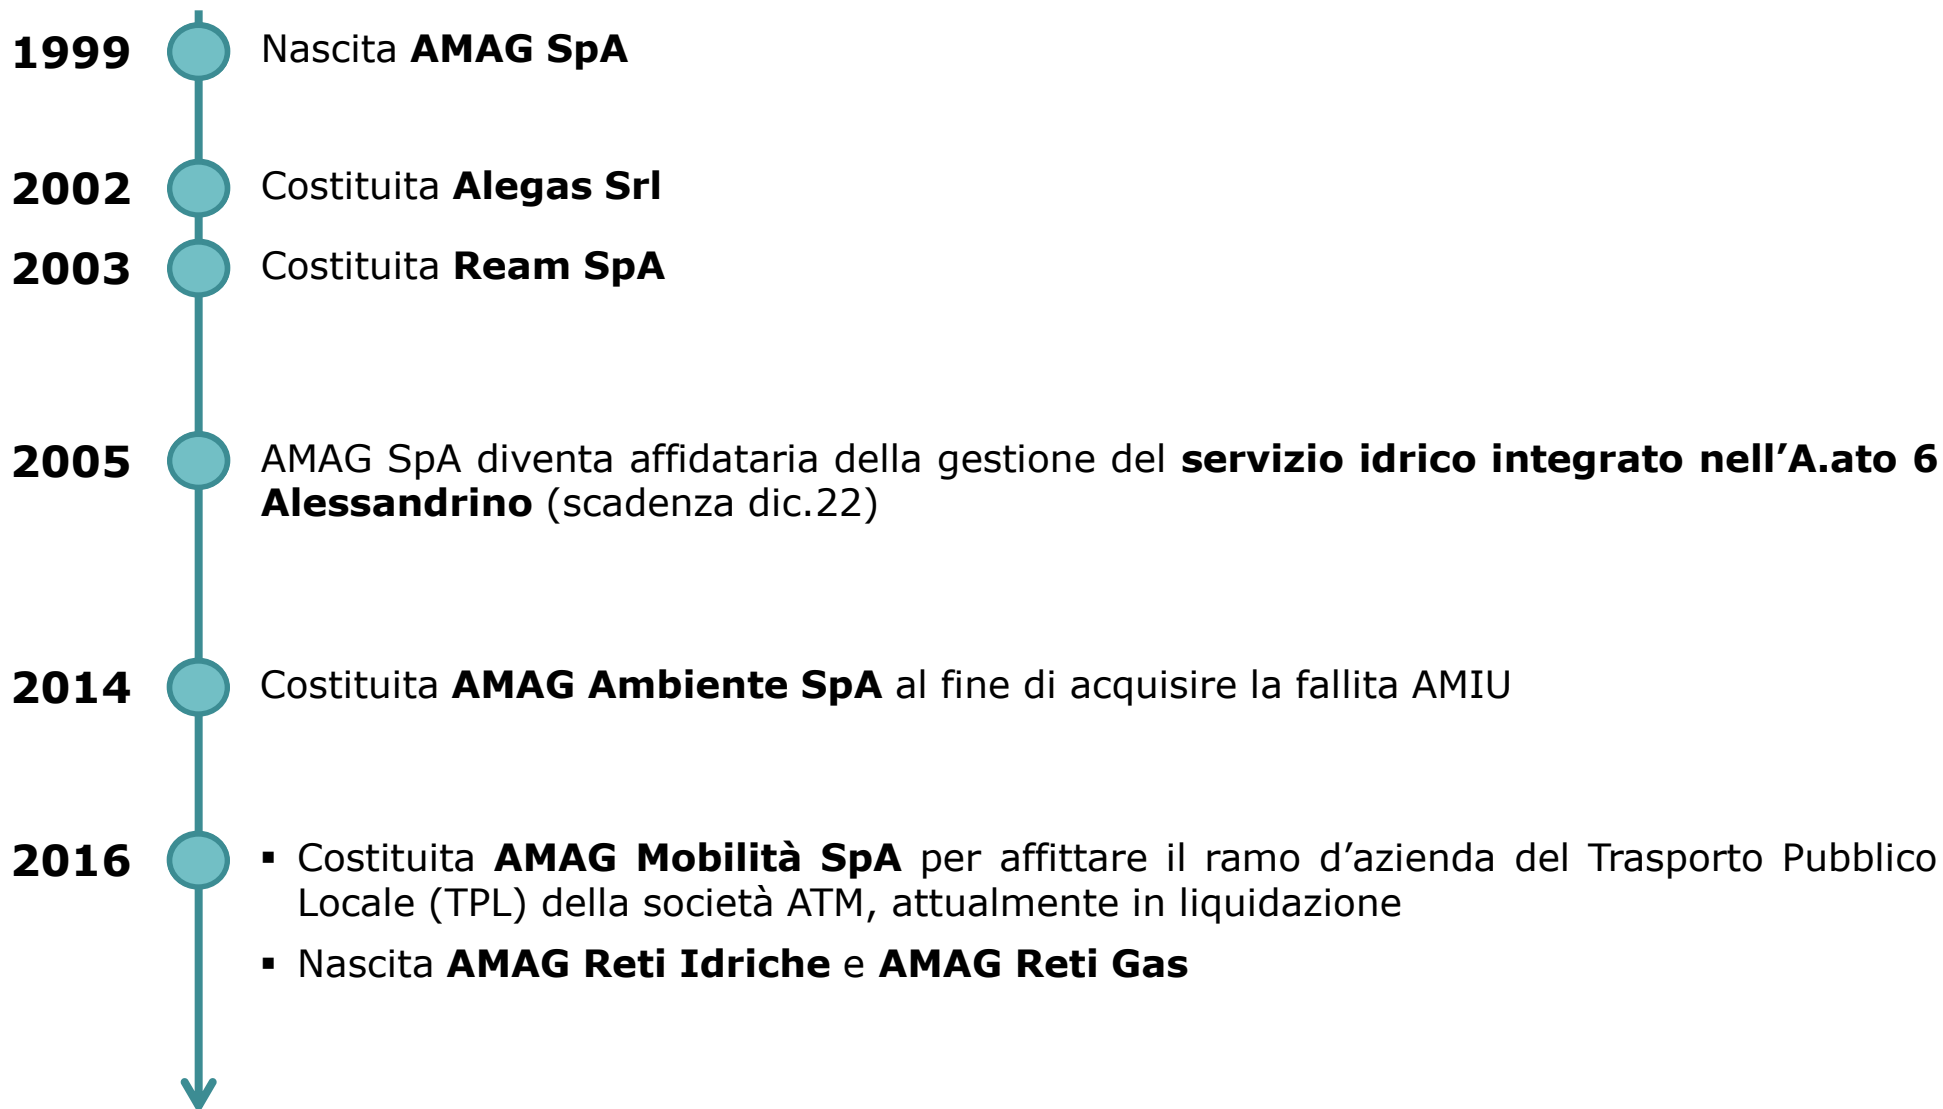 1999 Nascita AMAG SpA
2002 Costituita Alegas Srl
2003 Costituita Ream SpA
2005 AMAG SpA diventa affidataria della gestione del servizio idrico integrato nell’A.ato 6
Alessandrino (scadenza dic.22)
2014 Costituita AMAG Ambiente SpA al fine di acquisire la fallita AMIU
2016 ▪ Costituita AMAG Mobilità SpA per affittare il ramo d’azienda del Trasporto Pubblico
Locale (TPL) della società ATM, attualmente in liquidazione
▪ Nascita AMAG Reti Idriche e AMAG Reti Gas